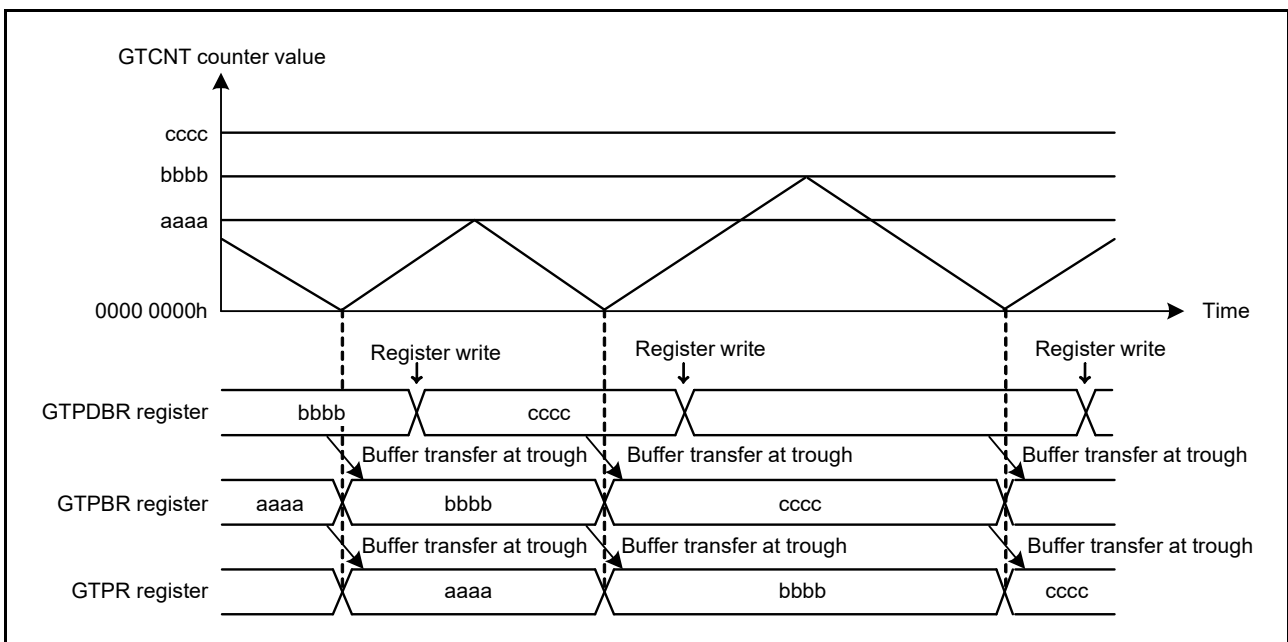 GTCNT counter value
cccc
bbbb
aaaa
0000 0000h
Time
Register write
Register write
Register write
GTPDBR register
bbbb
cccc
Buffer transfer at trough
Buffer transfer at trough
Buffer transfer at trough
GTPBR register
aaaa
bbbb
cccc
Buffer transfer at trough
Buffer transfer at trough
Buffer transfer at trough
GTPR register
aaaa
bbbb
cccc